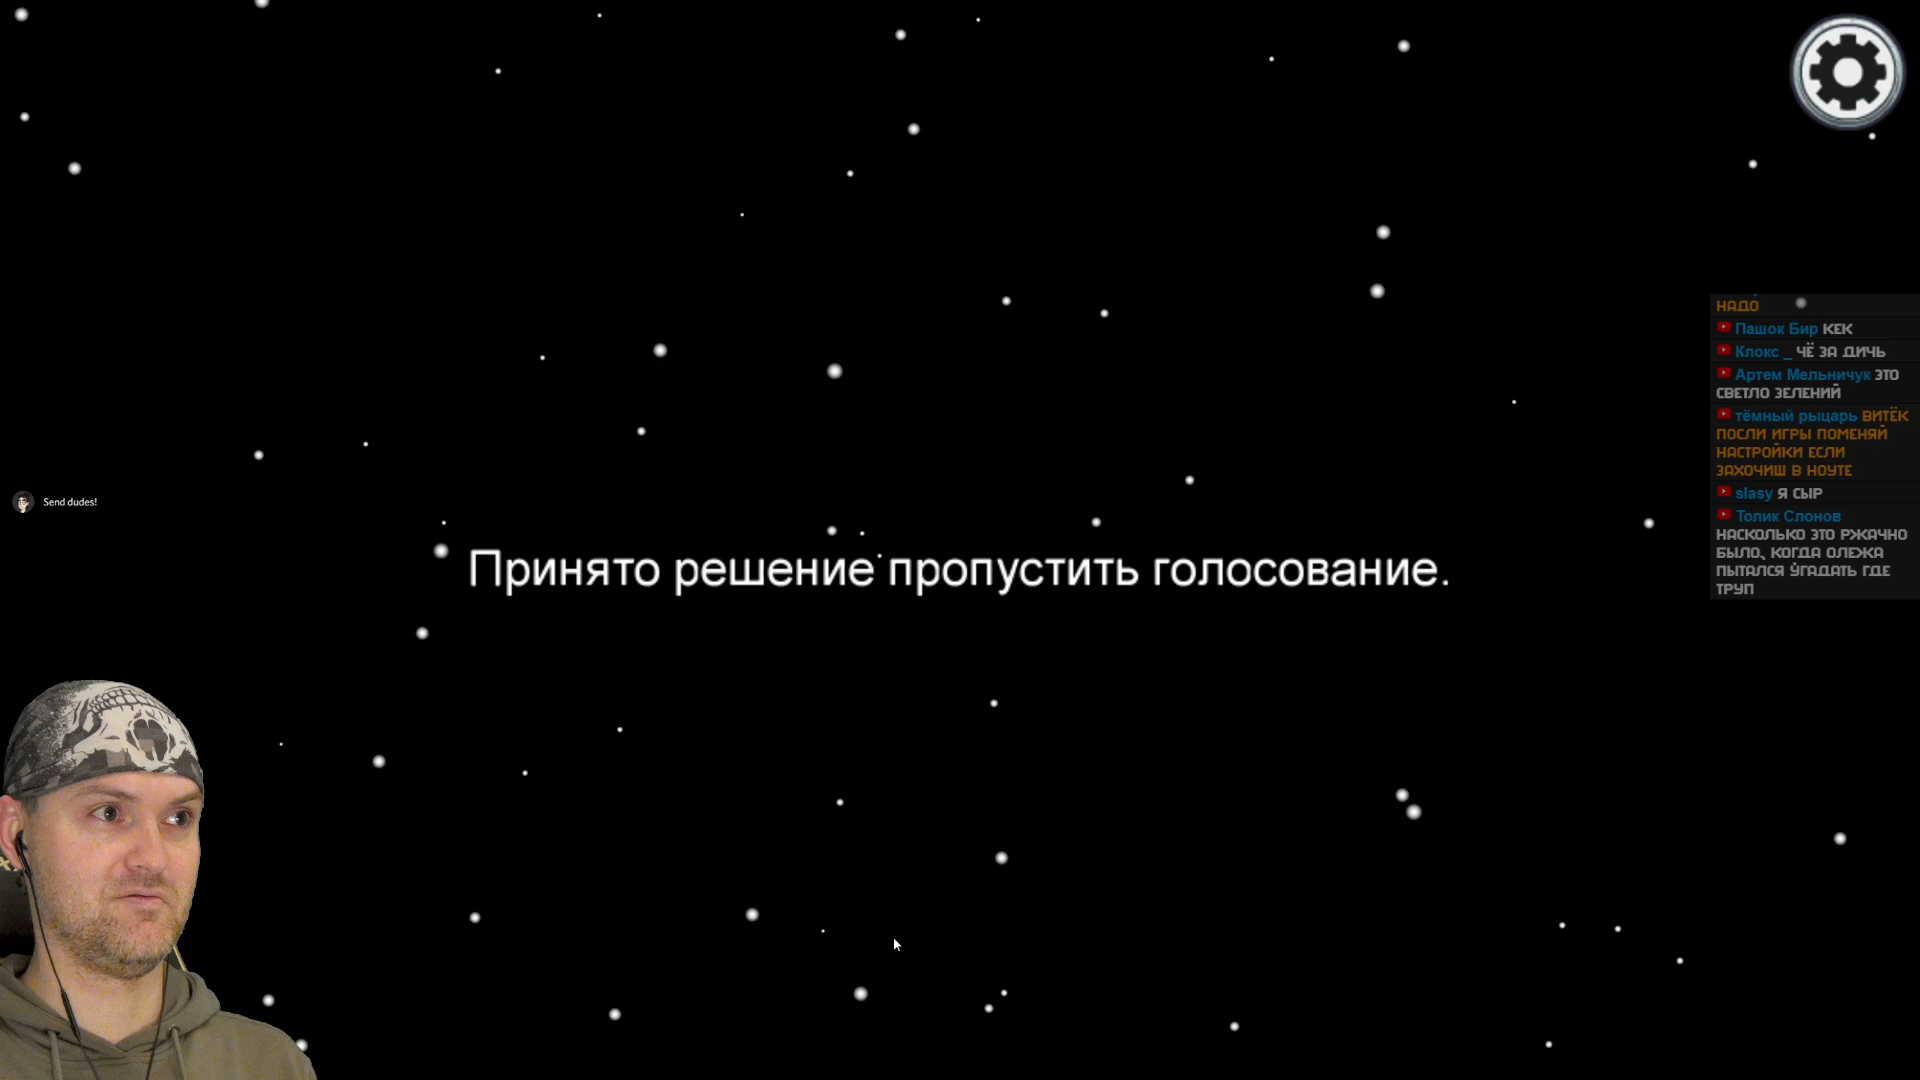 НАДО
Пашок Бир КЕК
Клокс _ ЧЁ ЗА ДИЧЬ
Артем Мельничук ЭТО
СВЕТЛО ЗЕЛЕНИЙ
тёмный рыцарь ВИТЁК
ПОСЛИ ИГРЫ ПОМЕНЯЙ
НАСТРОЙКИ ЕСЛИ
ЗАХОЧИШ В НОУТЕ
slasy Я СЫР
Толик Слонов
НАСКОЛЬКО ЭТО РЖАЧНО
БЫЛО, КОГДА ОЛЕЖА
ПЫТАЛСЯ УГАДАТЬ ГДЕ
ТРУП
Send dudes!
Принято решение пропустить голосование.